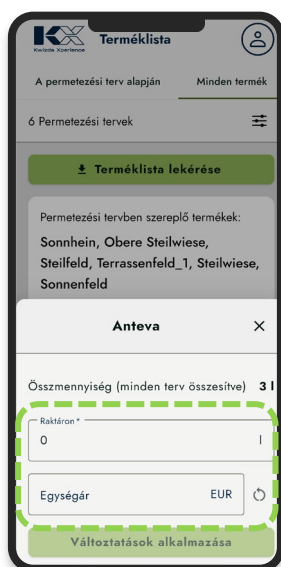 KX
Kwizda Xperience
Terméklista
A permetezési terv alapján
Minden termék
6 Permetezési tervek
Terméklista lekérése
Permetezési tervben szereplő termékek:
Sonnhein, Obere Steilwiese,
Steilfeld, Terrassenfeld_1, Steilwiese,
Sonnenfeld
Anteva
Összmennyiség (minden terv összesítve) 3 l
Raktáron *
0 l
Egységár EUR
Változtatások alkalmazása